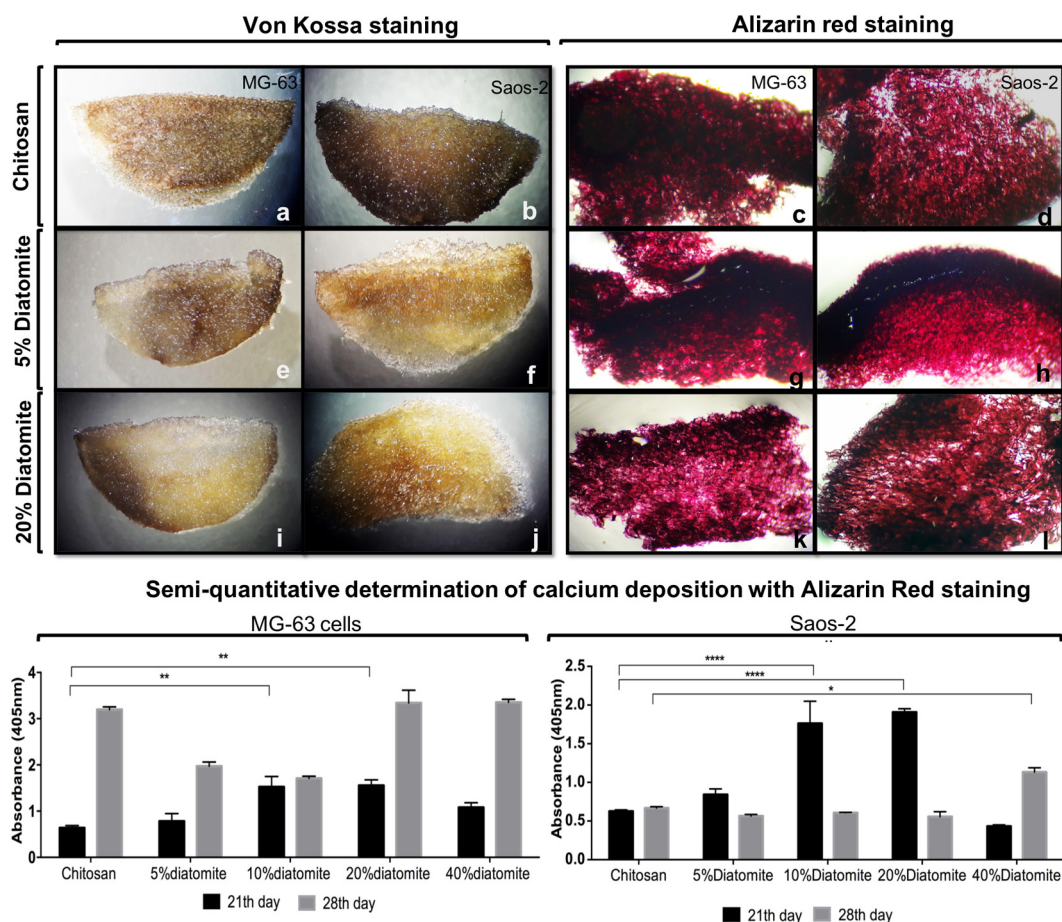 Von Kossa staining
Alizarin red staining
Chitosan
MG-63
a
Saos-2
b
MG-63
c
Saos-2
d
5% Diatomite
e
f
g
h
20% Diatomite
i
j
k
l
Semi-quantitative determination of calcium deposition with Alizarin Red staining
MG-63 cells
Absorbance (405nm)
4
3
2
1
0
**
**
Chitosan 5%diatomite 10%diatomite 20%diatomite 40%diatomite
21th day 28th day
Saos-2
Absorbance (405nm)
2.5
2.0
1.5
1.0
0.5
0.0
****
****
*
Chitosan 5%Diatomite 10%Diatomite 20%Diatomite 40%Diatomite
21th day 28th day